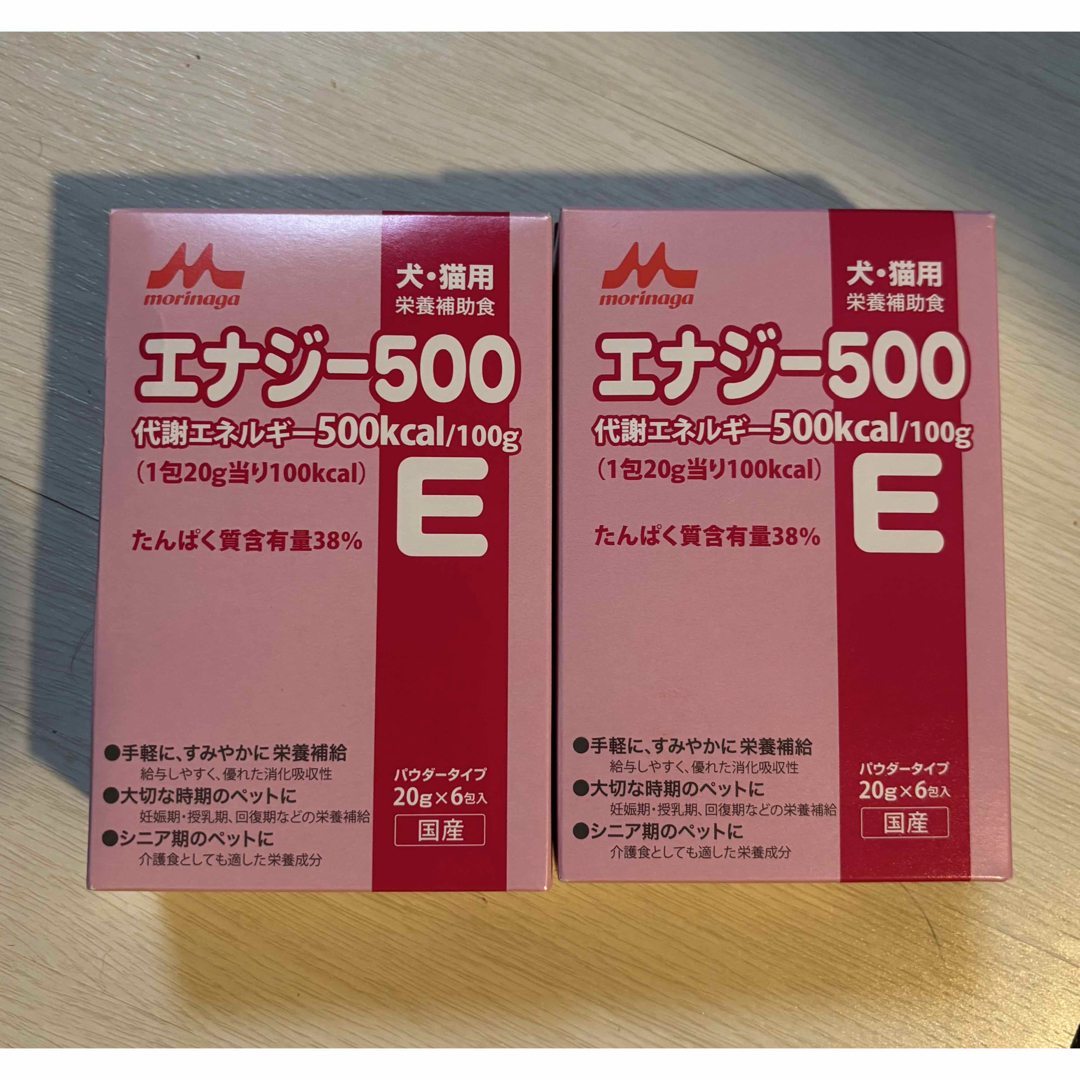 morinaga
犬・猫用
栄養補助食
エナジー500
代謝エネルギー500kcal/100g
(1包20g当り100kcal)
E
たんぱく質含有量38%
●手軽に、すみやかに 栄養補給
給与しやすく、優れた消化吸収性
●大切な時期のペットに
妊娠期・授乳期、回復期などの栄養補給
●シニア期のペットに
介護食としても適した栄養成分
パウダータイプ
20g×6包入
国産
morinaga
犬・猫用
栄養補助食
エナジー500
代謝エネルギー500kcal/100g
(1包20g当り100kcal)
E
たんぱく質含有量38%
●手軽に、すみやかに 栄養補給
給与しやすく、優れた消化吸収性
●大切な時期のペットに
妊娠期・授乳期、回復期などの栄養補給
●シニア期のペットに
介護食としても適した栄養成分
パウダータイプ
20g×6包入
国産